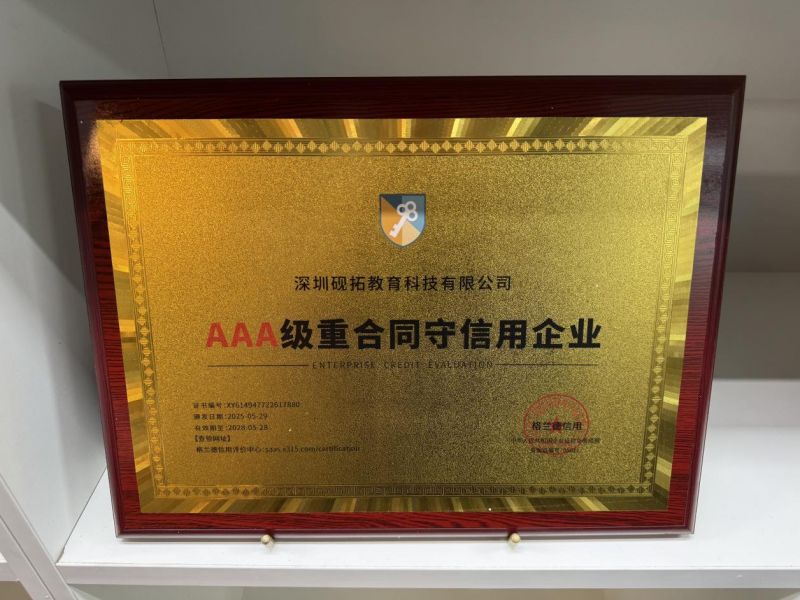 深圳砚拓教育科技有限公司
AAA级重合同守信用企业
ENTERPRISE CREDIT EVALUATION
证书编号:XY614947722617880
颁发日期:2025-05-29
有效期至:2028-05-28
【查验网址】
格兰德信用评价中心:saas.x315.com/certification
格兰德信用